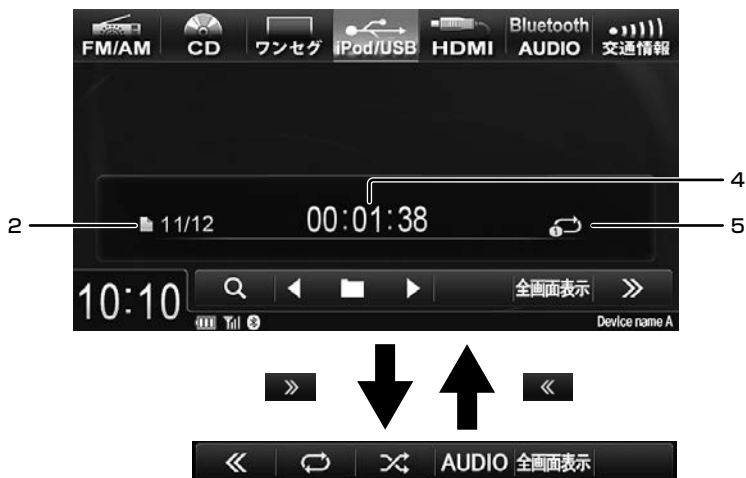 FM/AM CD ワンセグ iPod/USB HDMI Bluetooth AUDIO 交通情報
4
2 11/12 00:01:38 1 5
10:10 全画面表示
Device name A
AUDIO 全画面表示